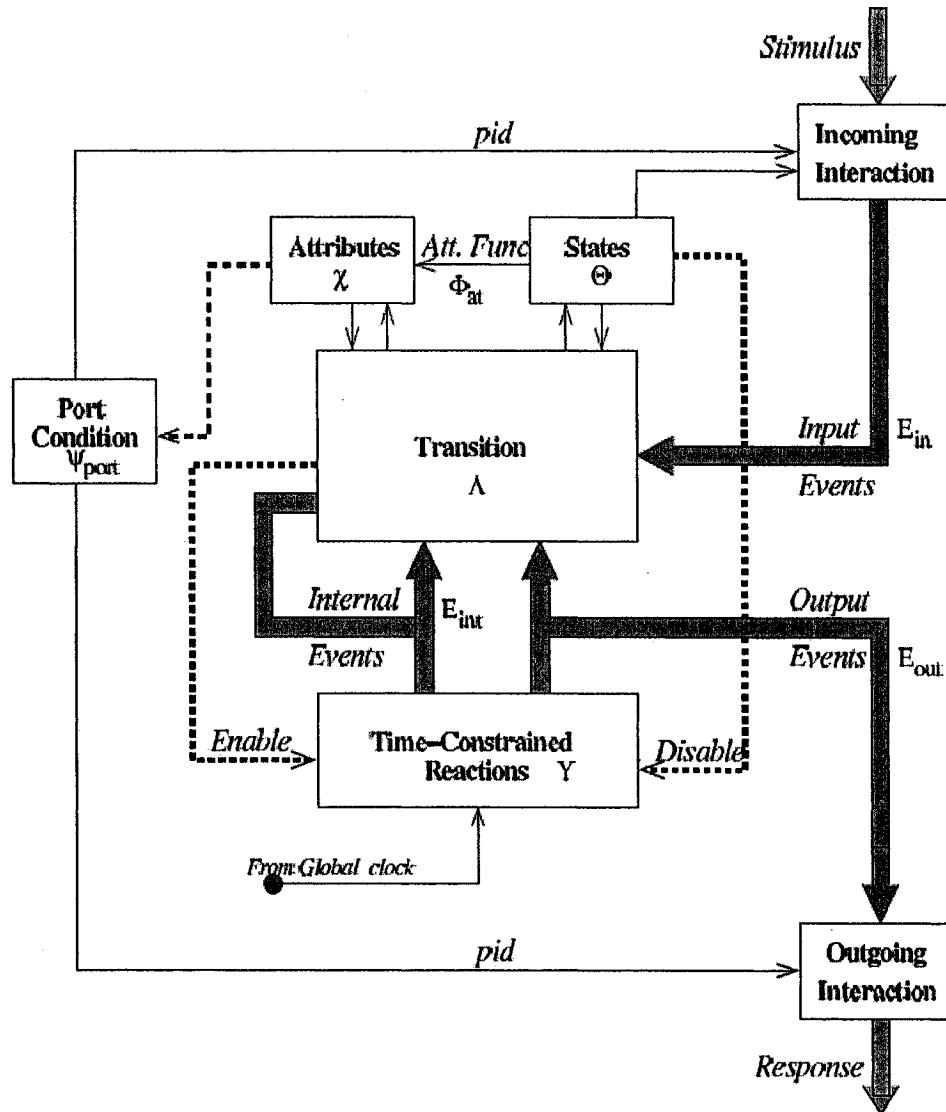 Stimulus
pid
Incoming
Interaction
Attributes
χ
Att. Func
Φat
States
Θ
Port
Condition
Ψport
Transition
Λ
Input
Events
Ein
Internal
Events
Eint
Output
Events
Eout
Enable
Time-Constrained
Reactions Υ
Disable
From Global clock
pid
Outgoing
Interaction
Response